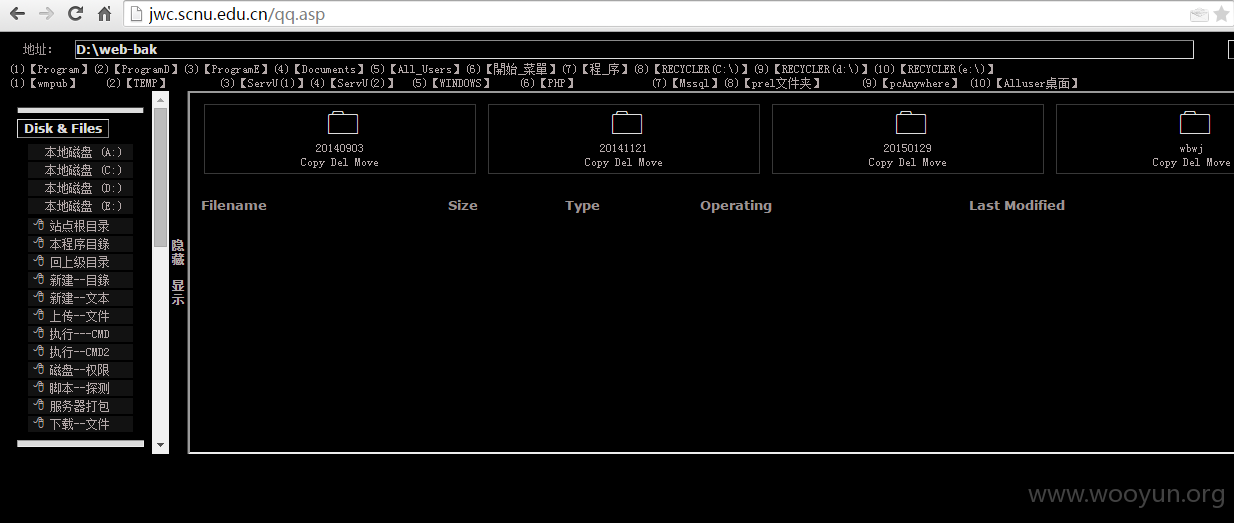 jwc.scnu.edu.cn/qq.asp
地址: D:\web-bak
(1)【Program】(2)【ProgramD】(3)【ProgramE】(4)【Documents】(5)【All_Users】(6)【開始_菜單】(7)【程_序】(8)【RECYCLER(C:\)】(9)【RECYCLER(d:\)】(10)【RECYCLER(e:\)】
(1)【wmpub】 (2)【TEMP】 (3)【ServU(1)】(4)【ServU(2)】 (5)【WINDOWS】 (6)【PHP】 (7)【Mssql】(8)【prel文件夹】 (9)【pcAnywhere】 (10)【Alluser桌面】
Disk & Files
本地磁盘 (A:)
本地磁盘 (C:)
本地磁盘 (D:)
本地磁盘 (E:)
站点根目录
本程序目錄
回上级目录
新建--目錄
新建--文本
上传--文件
执行---CMD
执行--CMD2
磁盘--权限
脚本--探测
服务器打包
下载--文件
隐藏 显示
20140903 20141121 20150129 wbwj
Copy Del Move Copy Del Move Copy Del Move Copy Del Move
Filename Size Type Operating Last Modified
www.wooyun.org